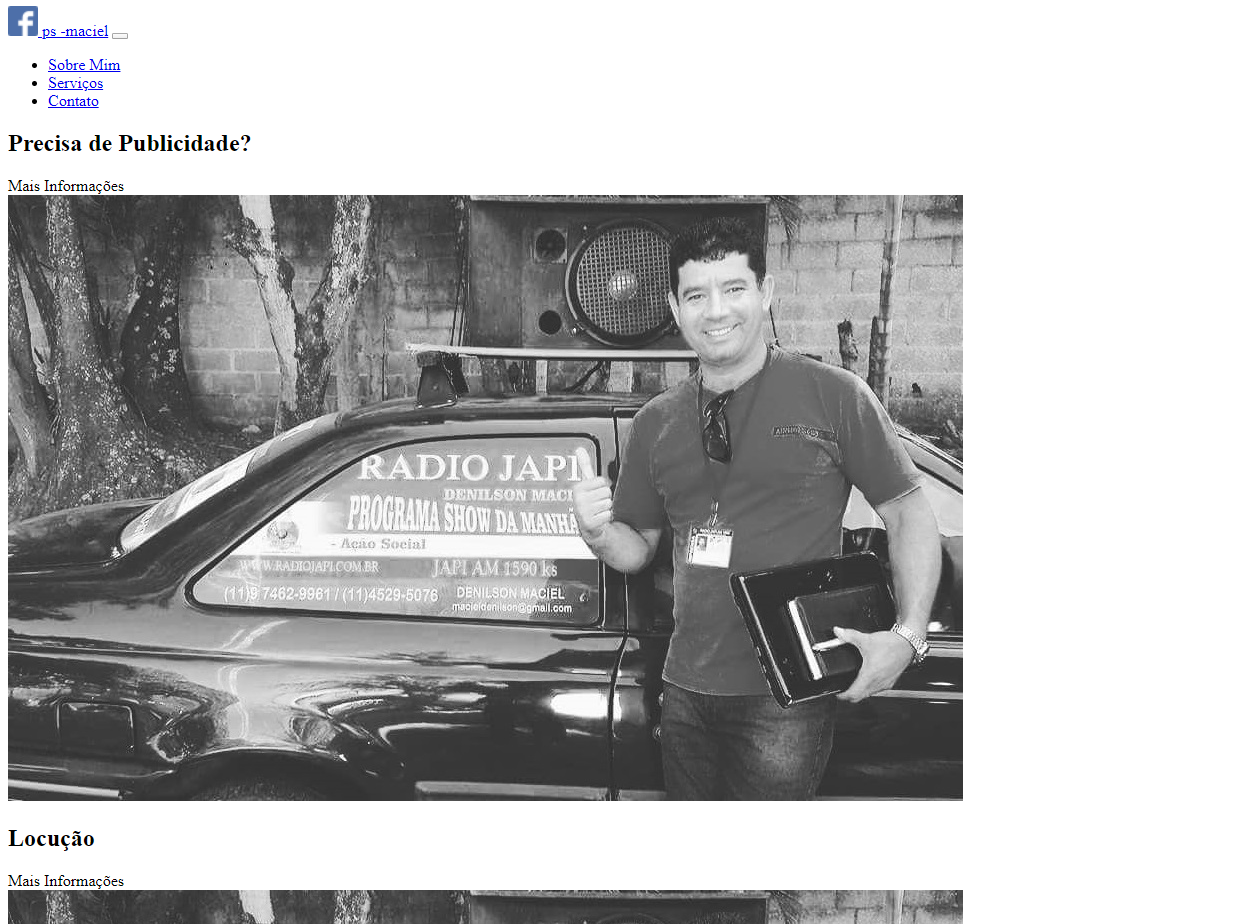 ps -maciel
Sobre Mim
Serviços
Contato
Precisa de Publicidade?
Mais Informações
RADIO JAPI
DENILSON MACI
PROGRAMA SHOW DA MANHÃ
- Açao Social
WWW.RADIOJAPI.COM.BR
JAPI AM 1590 ks
(11)9 7462-9961 / (11)4529-5076
DENILSON MACIEL
macieldenilson@gmail.com
Locução
Mais Informações